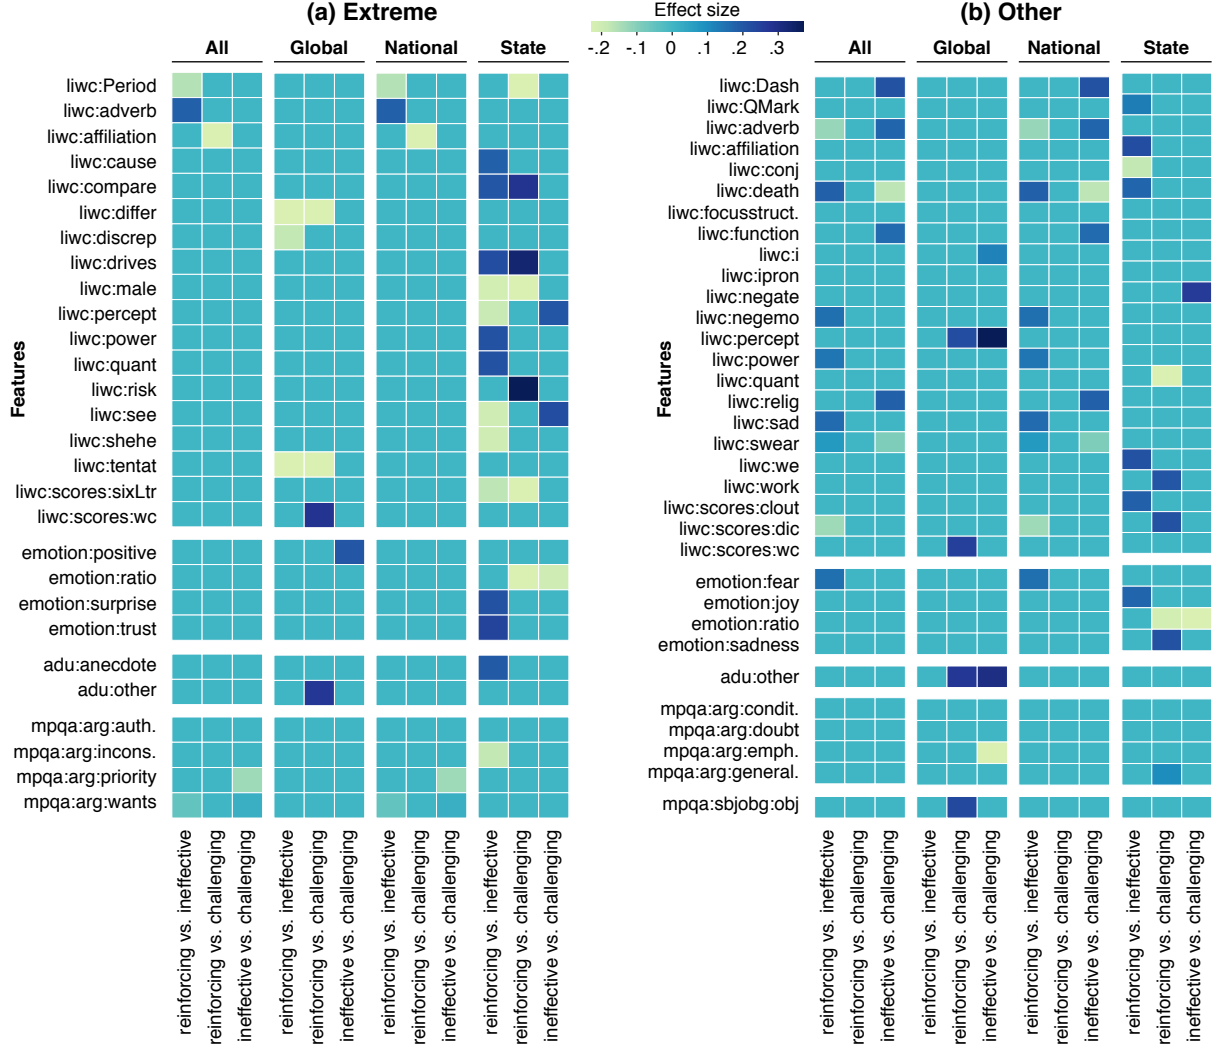 (a) Extreme
Effect size
-.2 -.1 0 .1 .2 .3
(b) Other
All Global National State
Features
liwc:Period
liwc:adverb
liwc:affiliation
liwc:cause
liwc:compare
liwc:differ
liwc:discrep
liwc:drives
liwc:male
liwc:percept
liwc:power
liwc:quant
liwc:risk
liwc:see
liwc:shehe
liwc:tentat
liwc:scores:sixLtr
liwc:scores:wc
emotion:positive
emotion:ratio
emotion:surprise
emotion:trust
adu:anecdote
adu:other
mpqa:arg:auth.
mpqa:arg:incons.
mpqa:arg:priority
mpqa:arg:wants
reinforcing vs. ineffective
reinforcing vs. challenging
ineffective vs. challenging
reinforcing vs. ineffective
reinforcing vs. challenging
ineffective vs. challenging
reinforcing vs. ineffective
reinforcing vs. challenging
ineffective vs. challenging
reinforcing vs. ineffective
reinforcing vs. challenging
ineffective vs. challenging
All Global National State
Features
liwc:Dash
liwc:QMark
liwc:adverb
liwc:affiliation
liwc:conj
liwc:death
liwc:focusstruct.
liwc:function
liwc:i
liwc:ipron
liwc:negate
liwc:negemo
liwc:percept
liwc:power
liwc:quant
liwc:relig
liwc:sad
liwc:swear
liwc:we
liwc:work
liwc:scores:clout
liwc:scores:dic
liwc:scores:wc
emotion:fear
emotion:joy
emotion:ratio
emotion:sadness
adu:other
mpqa:arg:condit.
mpqa:arg:doubt
mpqa:arg:emph.
mpqa:arg:general.
mpqa:sbjobg:obj
reinforcing vs. ineffective
reinforcing vs. challenging
ineffective vs. challenging
reinforcing vs. ineffective
reinforcing vs. challenging
ineffective vs. challenging
reinforcing vs. ineffective
reinforcing vs. challenging
ineffective vs. challenging
reinforcing vs. ineffective
reinforcing vs. challenging
ineffective vs. challenging